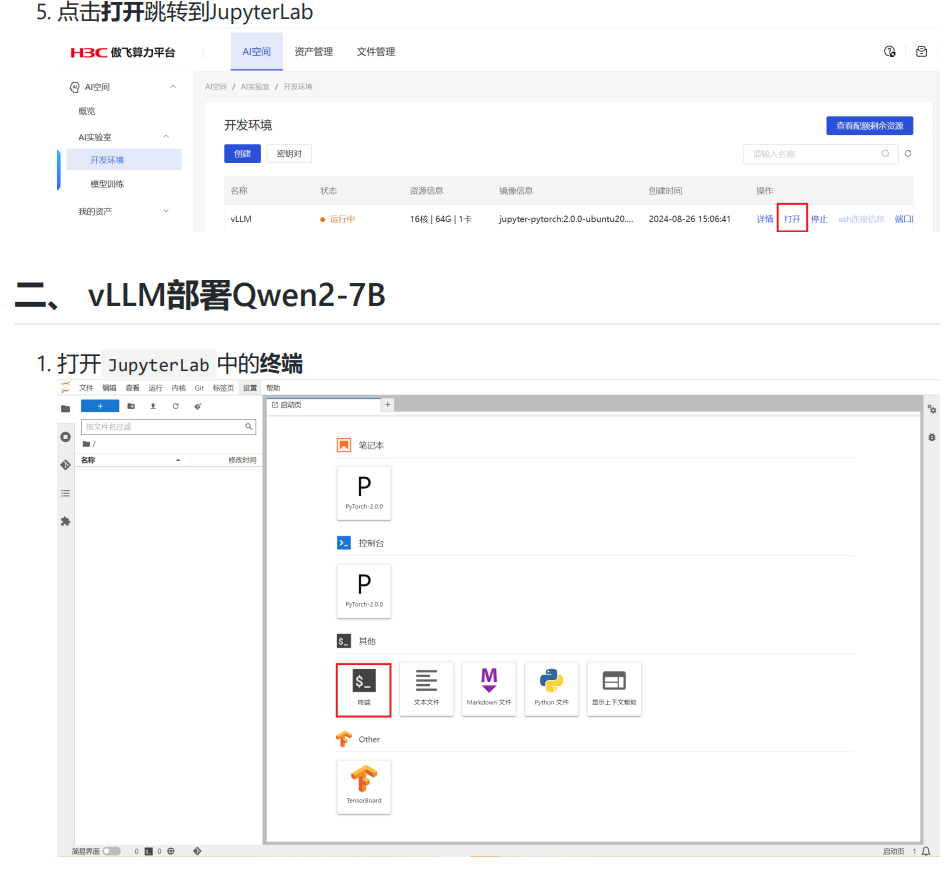 5. 点击打开跳转到JupyterLab
H3C 傲飞算力平台
AI空间 资产管理 文件管理
AI空间
概览
AI实验室
开发环境
模型训练
我的资产
AI空间 / AI实验室 / 开发环境
开发环境
查看配额剩余资源
创建 密钥对
请输入名称
名称 状态 资源信息 镜像信息 创建时间 操作
vLLM 运行中 16核 | 64G | 1卡 jupyter-pytorch:2.0.0-ubuntu20.... 2024-08-26 15:06:41 详情 打开 停止 ssh连接信息 端口
二、 vLLM部署Qwen2-7B
1. 打开 JupyterLab 中的终端
文件 编辑 查看 运行 内核 Git 标签页 设置 帮助
+
按文件名过滤
/
名称 修改时间
启动页 +
笔记本
P
PyTorch-2.0.0
控制台
P
PyTorch-2.0.0
$_ 其他
$_ M
终端 文本文件 Markdown 文件 Python 文件 显示上下文帮助
Other
TensorBoard
简易界面 0 0 启动页 1